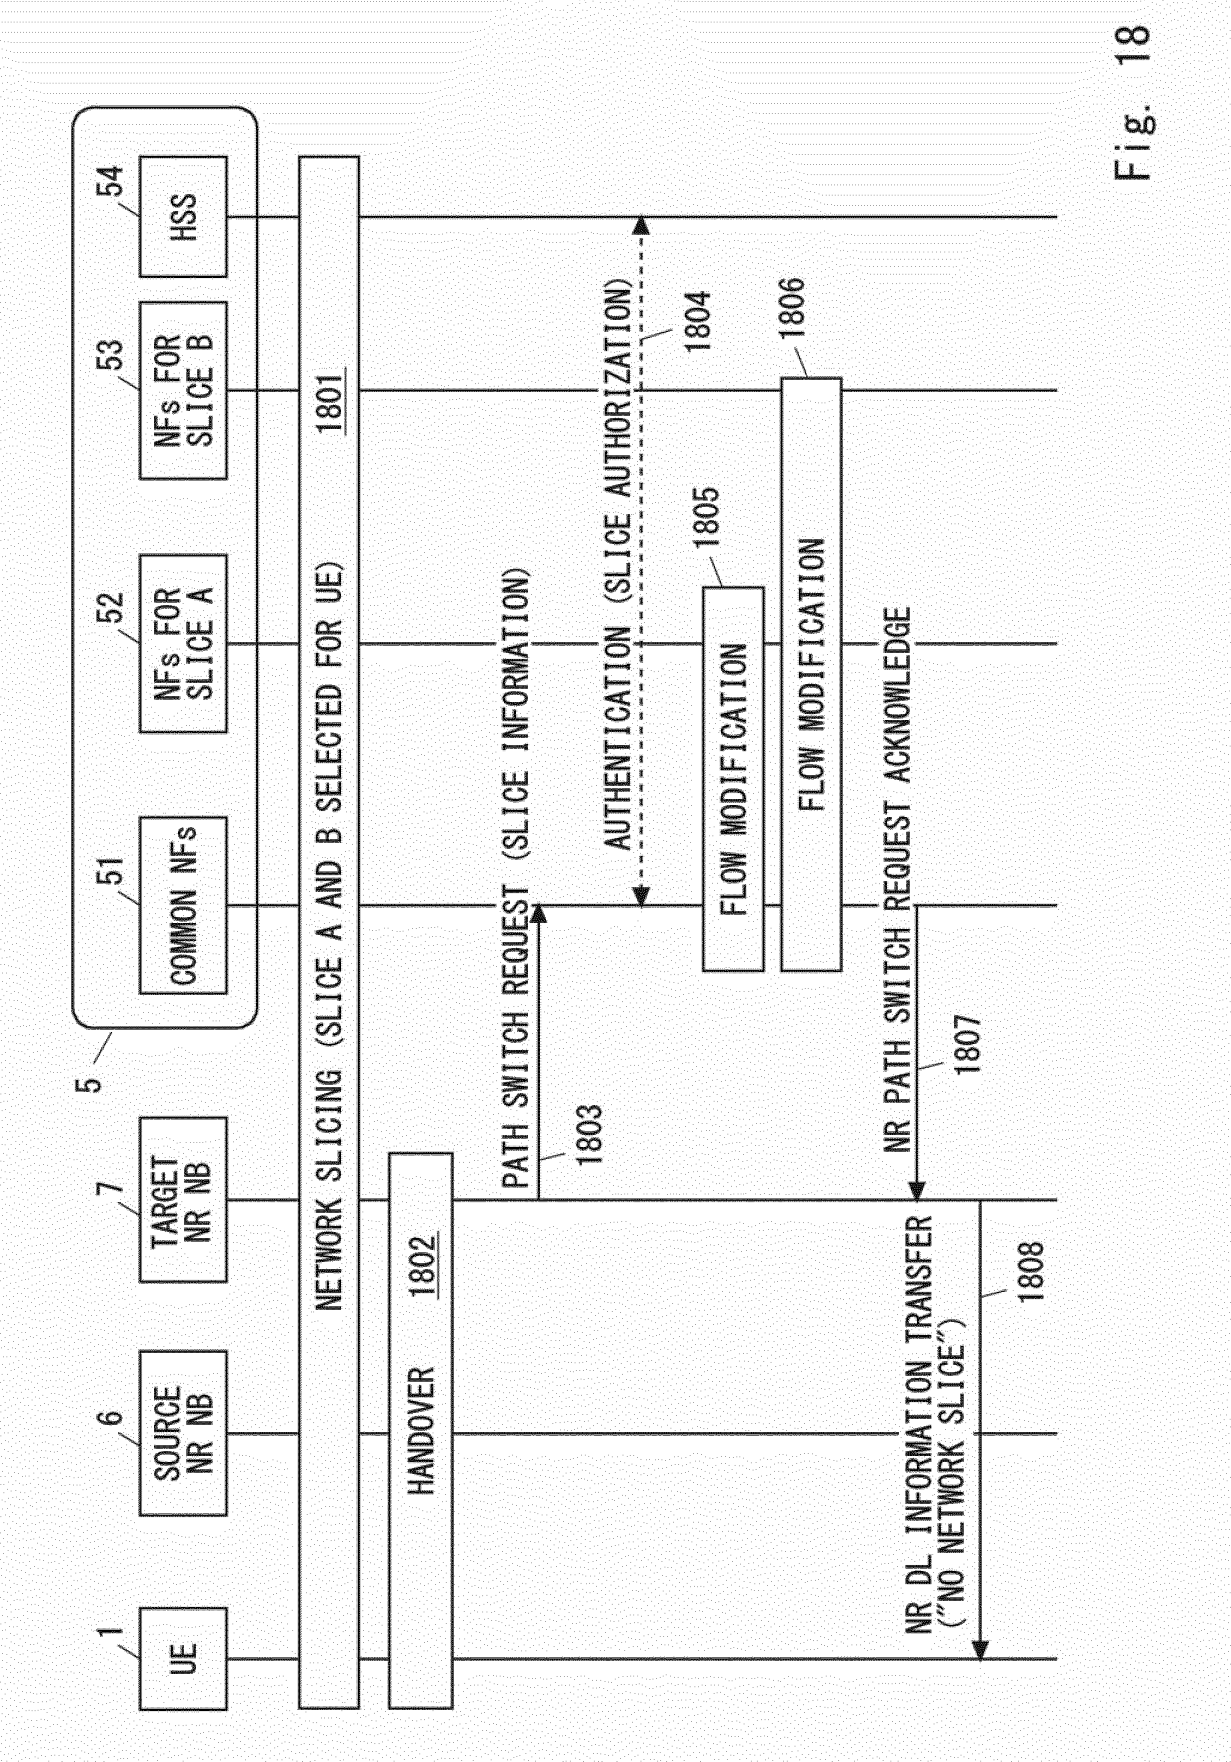 5
1
6
7
51
52
53
54
UE
SOURCE
NR NB
TARGET
NR NB
COMMON NFs
NFs FOR
SLICE A
NFs FOR
SLICE B
HSS
NETWORK SLICING (SLICE A AND B SELECTED FOR UE)
1801
HANDOVER
1802
PATH SWITCH REQUEST (SLICE INFORMATION)
1803
AUTHENTICATION (SLICE AUTHORIZATION)
1804
FLOW MODIFICATION
1805
FLOW MODIFICATION
1806
NR PATH SWITCH REQUEST ACKNOWLEDGE
1807
NR DL INFORMATION TRANSFER
("NO NETWORK SLICE")
1808
Fig. 18